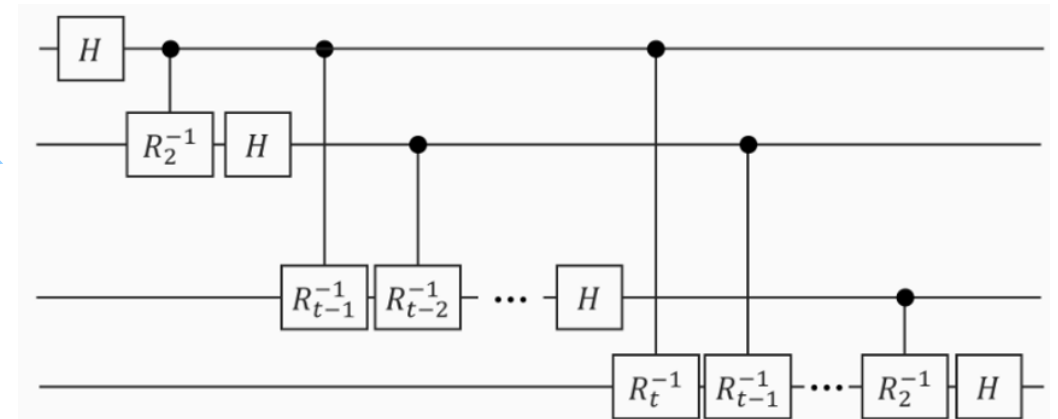 H
R_2^{-1} H
R_{t-1}^{-1} R_{t-2}^{-1} ... H
R_t^{-1} R_{t-1}^{-1} ... R_2^{-1} H